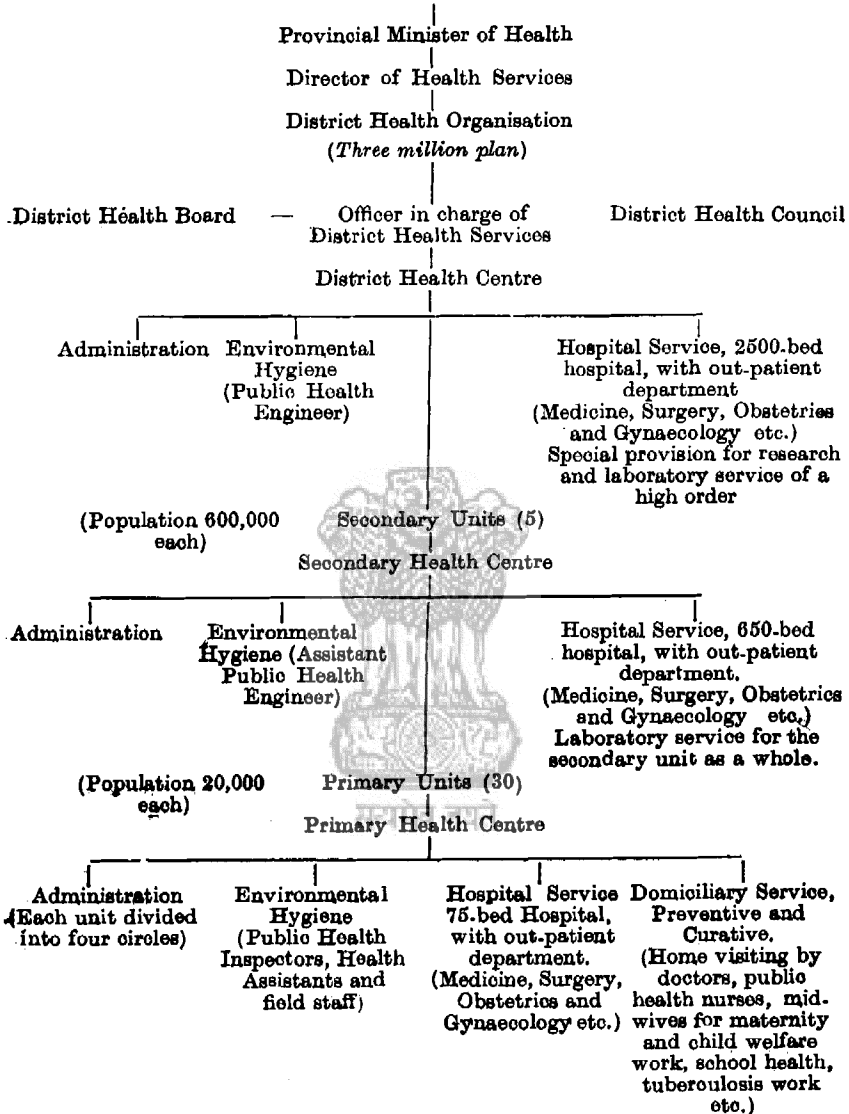 Provincial Minister of Health
Director of Health Services
District Health Organisation
(Three million plan)
District Health Board — Officer in charge of District Health Services
District Health Council
District Health Centre
Administration
Environmental
Hygiene
(Public Health
Engineer)
Hospital Service, 2500-bed
hospital, with out-patient
department
(Medicine, Surgery, Obstetries
and Gynaecology etc.)
Special provision for research
and laboratory service of a
high order
(Population 600,000
each)
Secondary Units (5)
Secondary Health Centre
Administration
Environmental
Hygiene (Assistant
Public Health
Engineer)
Hospital Service, 650-bed
hospital, with out-patient
department.
(Medicine, Surgery, Obstetrics
and Gynaecology etc.)
Laboratory service for the
secondary unit as a whole.
(Population 20,000
each)
Primary Units (30)
Primary Health Centre
Administration
(Each unit divided
into four circles)
Environmental
Hygiene
(Public Health
Inspectors, Health
Assistants and
field staff)
Hospital Service
75-bed Hospital,
with out-patient
department.
(Medicine, Surgery,
Obstetrics and
Gynaecology etc.)
Domiciliary Service,
Preventive and
Curative.
(Home visiting by
doctors, public
health nurses, mid-
wives for maternity
and child welfare
work, school health,
tuberculosis work
etc.)